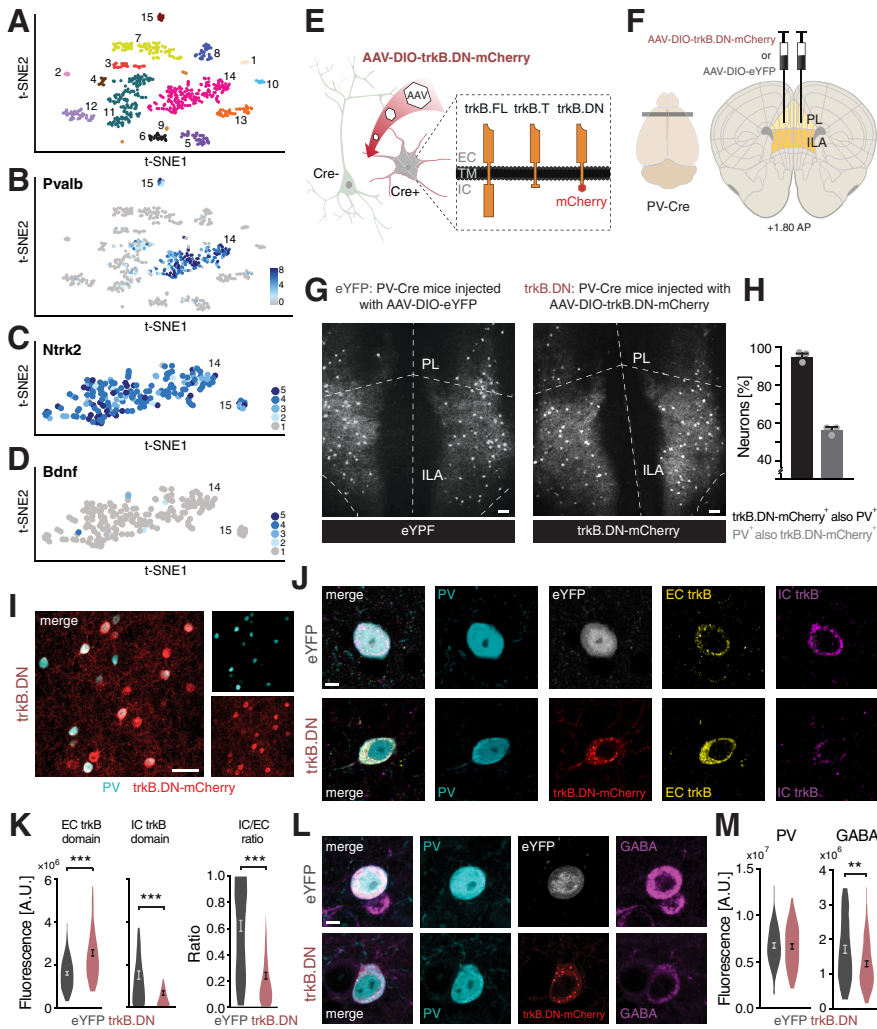 A
15
7
8
3
1
2
4
14
10
12
11
13
9
6
5
t-SNE2
t-SNE1
B
Pvalb
15
14
8
4
0
t-SNE2
t-SNE1
C
Ntrk2
14
15
5
4
3
2
1
t-SNE2
t-SNE1
D
Bdnf
14
15
5
4
3
2
1
t-SNE2
t-SNE1
E
AAV-DIO-trkB.DN-mCherry
AAV
Cre-
Cre+
trkB.FL trkB.T trkB.DN
EC
TM
IC
mCherry
F
AAV-DIO-trkB.DN-mCherry
or
AAV-DIO-eYFP
PL
ILA
PV-Cre
+1.80 AP
G
eYFP: PV-Cre mice injected
with AAV-DIO-eYFP
trkB.DN: PV-Cre mice injected with
AAV-DIO-trkB.DN-mCherry
PL
ILA
PL
ILA
eYPF
trkB.DN-mCherry
H
Neurons [%]
100
80
60
40
trkB.DN-mCherry+ also PV+
PV+ also trkB.DN-mCherry+
I
trkB.DN
merge
PV trkB.DN-mCherry
J
eYFP
merge
PV
eYFP
EC trkB
IC trkB
trkB.DN
merge
PV
trkB.DN-mCherry
EC trkB
IC trkB
K
EC trkB
domain
IC trkB
domain
IC/EC
ratio
×10⁶
***
***
***
Fluorescence [A.U.]
6
4
2
0
Ratio
1.0
0.8
0.6
0.4
0.2
0
eYFP trkB.DN
eYFP trkB.DN
L
eYFP
merge
PV
eYFP
GABA
trkB.DN
merge
PV
trkB.DN-mCherry
GABA
M
PV
GABA
×10⁷
×10⁶
**
Fluorescence [A.U.]
1.5
1.0
0.5
0.0
4
3
2
1
0
eYFP trkB.DN